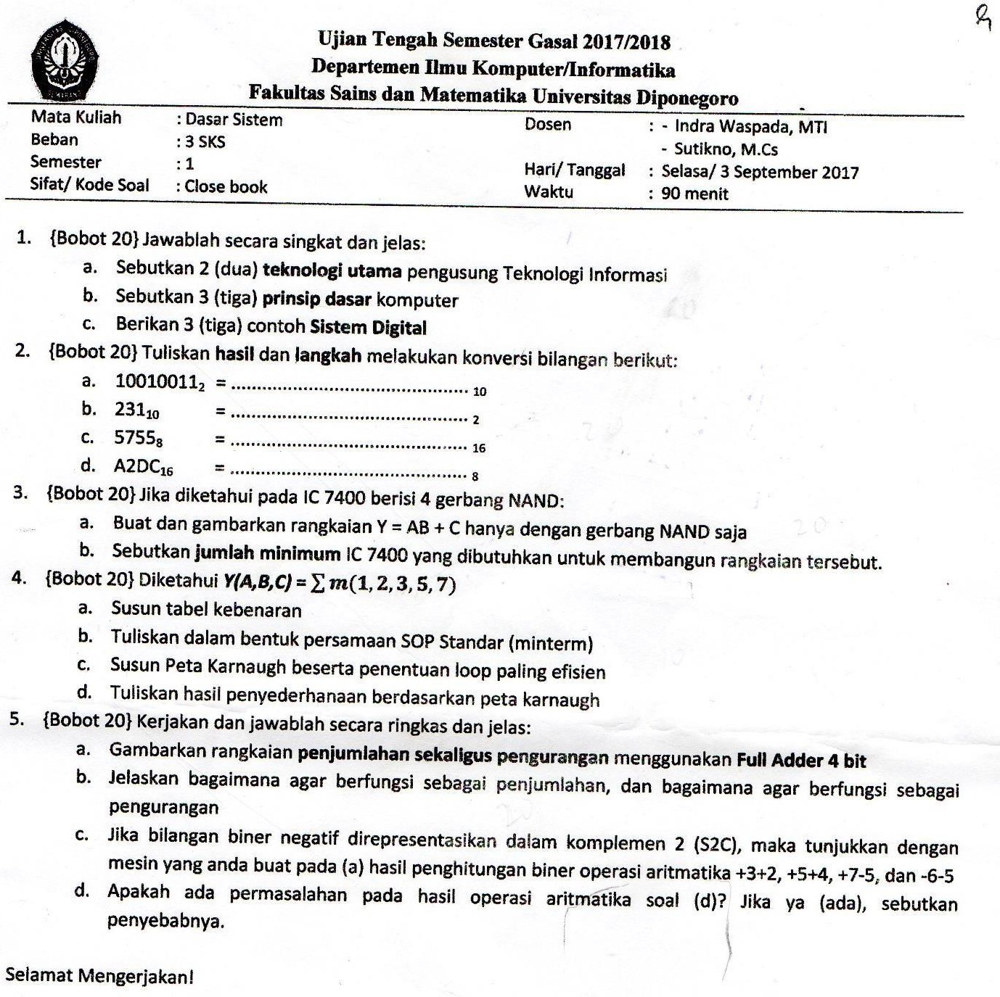 Ujian Tengah Semester Gasal 2017/2018
Departemen Ilmu Komputer/Informatika
Fakultas Sains dan Matematika Universitas Diponegoro
Mata Kuliah : Dasar Sistem
Beban : 3 SKS
Semester : 1
Sifat/ Kode Soal : Close book
Dosen : - Indra Waspada, MTI
- Sutikno, M.Cs
Hari/ Tanggal : Selasa/ 3 September 2017
Waktu : 90 menit
1. {Bobot 20} Jawablah secara singkat dan jelas:
a. Sebutkan 2 (dua) teknologi utama pengusung Teknologi Informasi
b. Sebutkan 3 (tiga) prinsip dasar komputer
c. Berikan 3 (tiga) contoh Sistem Digital
2. {Bobot 20} Tuliskan hasil dan langkah melakukan konversi bilangan berikut:
a. 10010011₂ = ............................................. ₁₀
b. 231₁₀ = ............................................. ₂
c. 5755₈ = ............................................. ₁₆
d. A2DC₁₆ = ............................................. ₈
3. {Bobot 20} Jika diketahui pada IC 7400 berisi 4 gerbang NAND:
a. Buat dan gambarkan rangkaian Y = AB + C hanya dengan gerbang NAND saja
b. Sebutkan jumlah minimum IC 7400 yang dibutuhkan untuk membangun rangkaian tersebut.
4. {Bobot 20} Diketahui Y(A,B,C) = ∑ m(1, 2, 3, 5, 7)
a. Susun tabel kebenaran
b. Tuliskan dalam bentuk persamaan SOP Standar (minterm)
c. Susun Peta Karnaugh beserta penentuan loop paling efisien
d. Tuliskan hasil penyederhanaan berdasarkan peta karnaugh
5. {Bobot 20} Kerjakan dan jawablah secara ringkas dan jelas:
a. Gambarkan rangkaian penjumlahan sekaligus pengurangan menggunakan Full Adder 4 bit
b. Jelaskan bagaimana agar berfungsi sebagai penjumlahan, dan bagaimana agar berfungsi sebagai
pengurangan
c. Jika bilangan biner negatif direpresentasikan dalam komplemen 2 (S2C), maka tunjukkan dengan
mesin yang anda buat pada (a) hasil penghitungan biner operasi aritmatika +3+2, +5+4, +7-5, dan -6-5
d. Apakah ada permasalahan pada hasil operasi aritmatika soal (d)? Jika ya (ada), sebutkan
penyebabnya.
Selamat Mengerjakan!